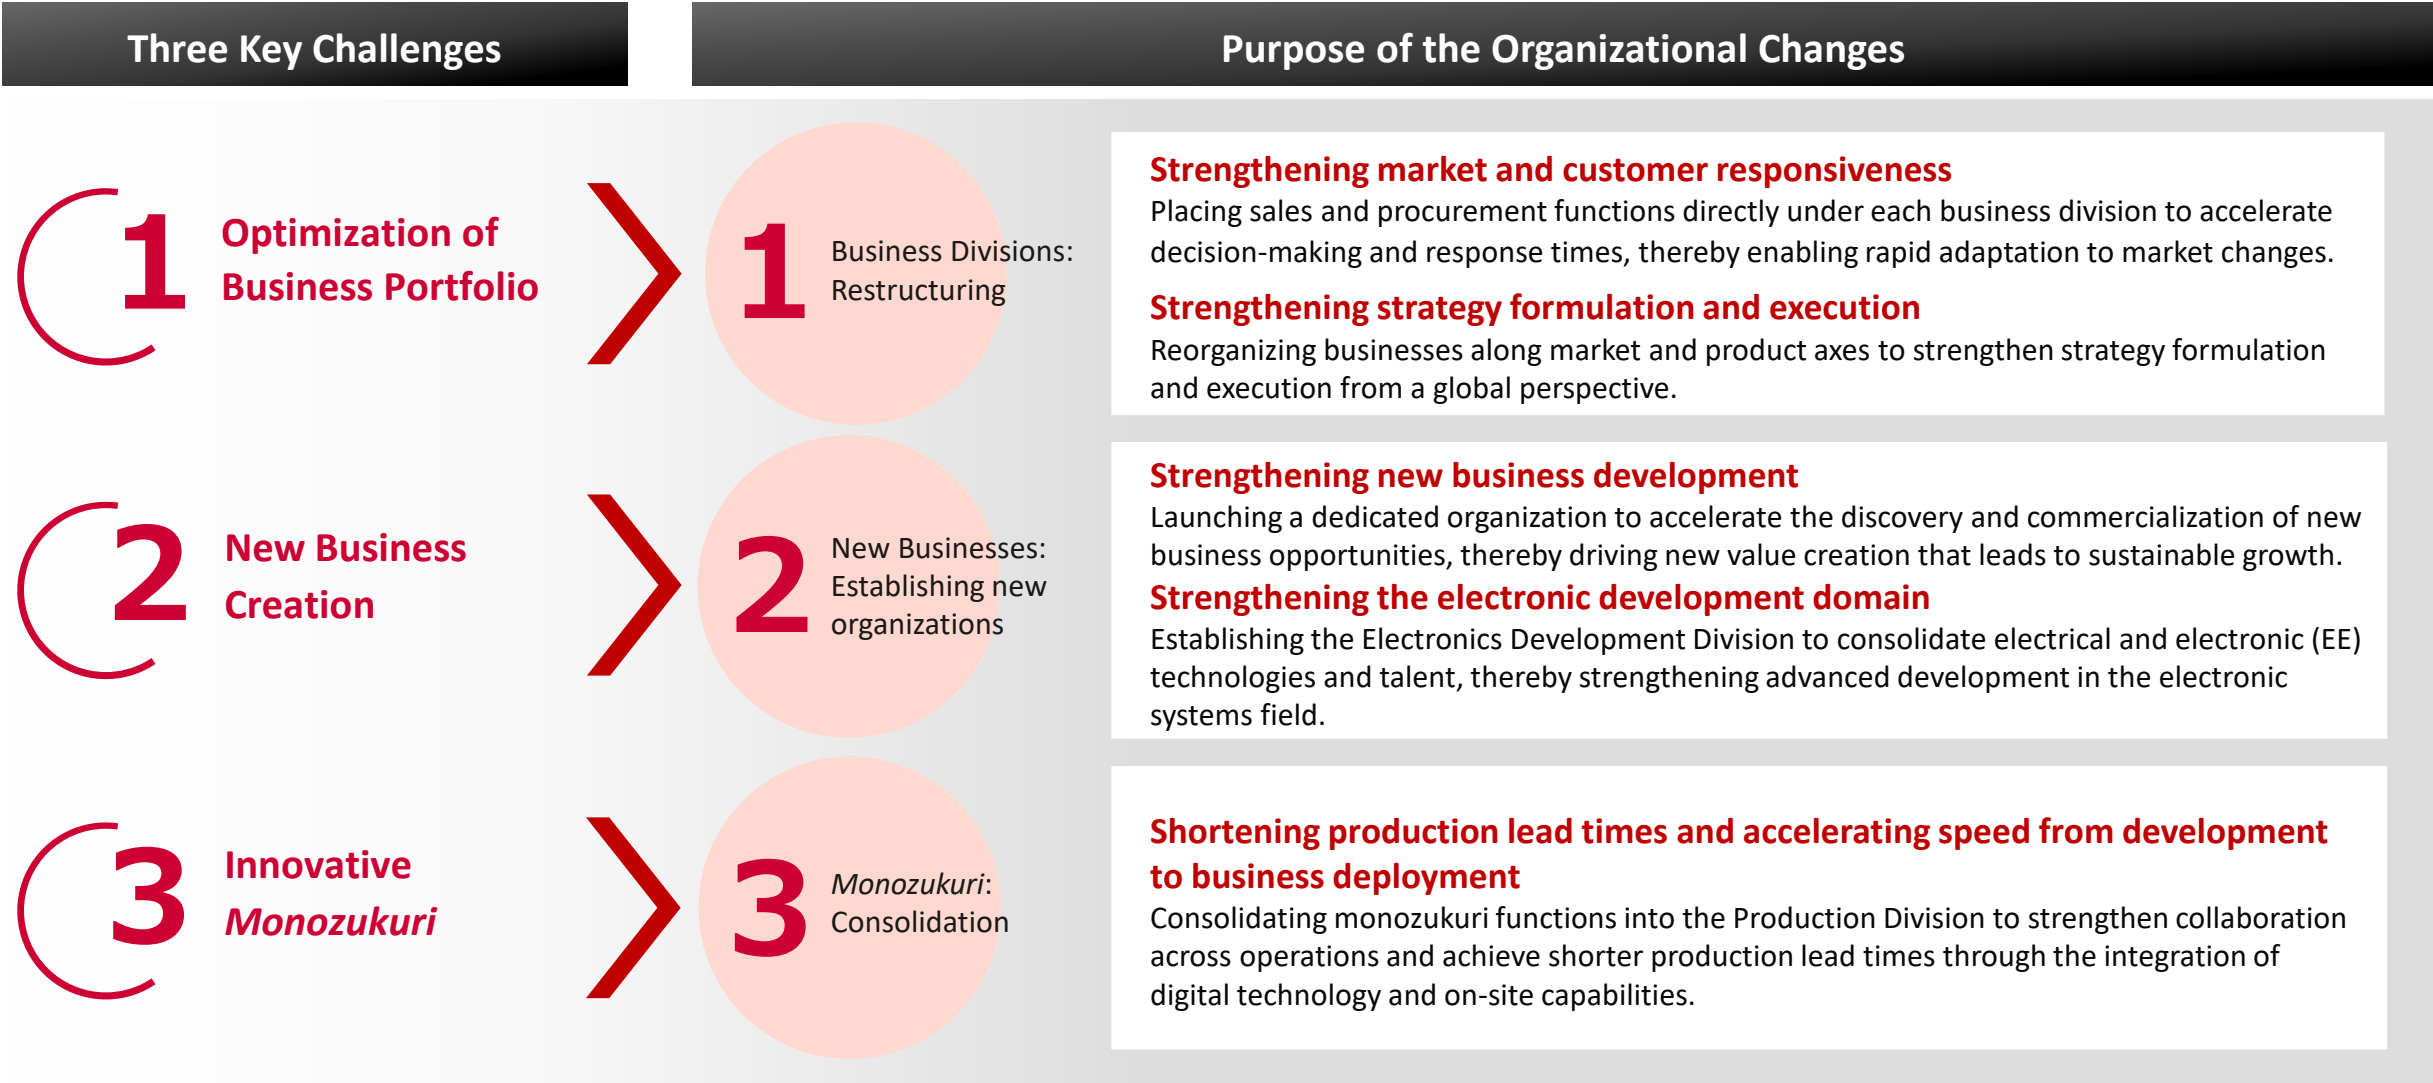 Three Key Challenges
Purpose of the Organizational Changes
1
Optimization of
Business Portfolio
1
Business Divisions:
Restructuring
Strengthening market and customer responsiveness
Placing sales and procurement functions directly under each business division to accelerate
decision-making and response times, thereby enabling rapid adaptation to market changes.
Strengthening strategy formulation and execution
Reorganizing businesses along market and product axes to strengthen strategy formulation
and execution from a global perspective.
2
New Business
Creation
2
New Businesses:
Establishing new
organizations
Strengthening new business development
Launching a dedicated organization to accelerate the discovery and commercialization of new
business opportunities, thereby driving new value creation that leads to sustainable growth.
Strengthening the electronic development domain
Establishing the Electronics Development Division to consolidate electrical and electronic (EE)
technologies and talent, thereby strengthening advanced development in the electronic
systems field.
3
Innovative
Monozukuri
3
Monozukuri:
Consolidation
Shortening production lead times and accelerating speed from development
to business deployment
Consolidating monozukuri functions into the Production Division to strengthen collaboration
across operations and achieve shorter production lead times through the integration of
digital technology and on-site capabilities.